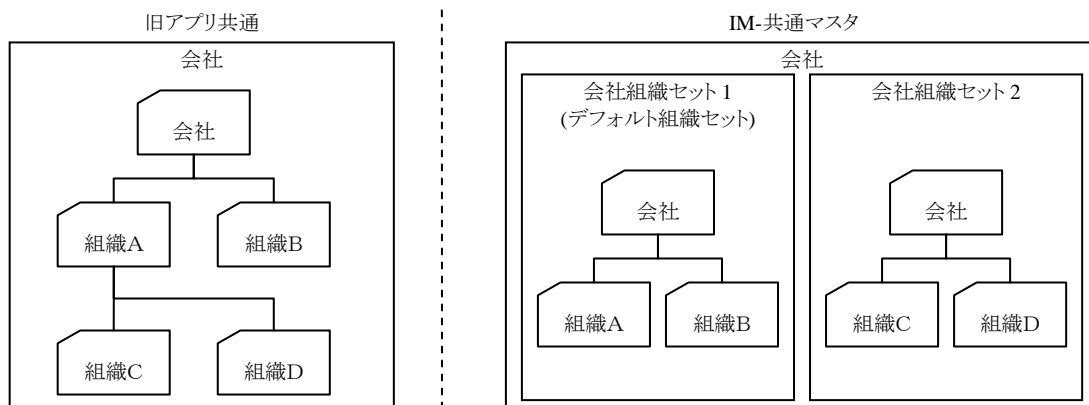 旧アプリ共通
会社
会社
組織A
組織B
組織C
組織D
IM-共通マスタ
会社
会社組織セット1
(デフォルト組織セット)
会社
組織A
組織B
会社組織セット2
会社
組織C
組織D